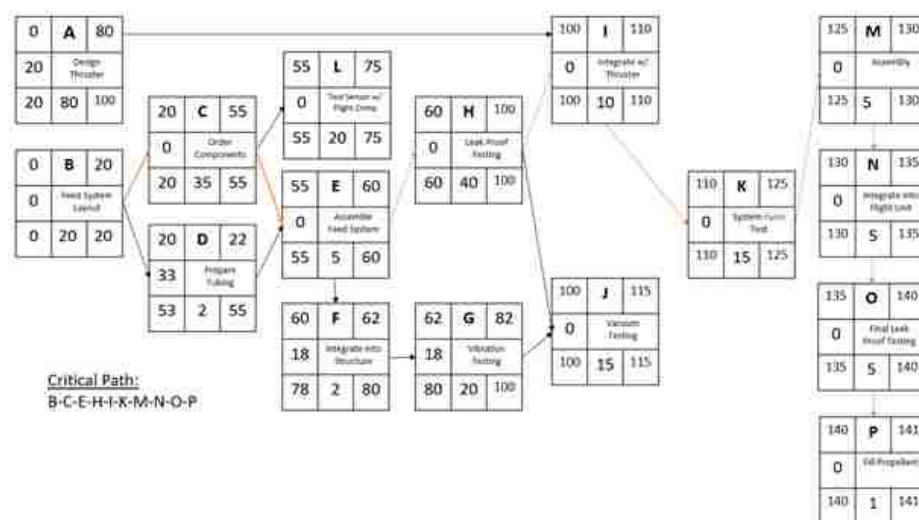 0 A 80
20 Design Thruster
20 80 100
0 B 20
0 Feed System Layout
0 20 20
20 C 55
0 Order Components
20 35 55
20 D 22
33 Prepare Tubing
53 2 55
55 L 75
0 Test Sensor w/ Flight
55 20 75
55 E 60
0 Assemble Feed System
55 5 60
60 F 62
18 Integrate into Structure
78 2 80
60 H 100
0 Leak Proof Testing
60 40 100
62 G 82
18 Vibration Testing
80 20 100
100 I 110
0 Integrate w/ Thruster
100 10 110
100 J 115
0 Vacuum Testing
100 15 115
110 K 125
0 System Test
110 15 125
125 M 130
0 Assembly
125 5 130
130 N 135
0 Integrate into Flight Unit
130 5 135
135 O 140
0 Final Leak Proof Testing
135 5 140
140 P 141
0 Fill Propellant
140 1 141
Critical Path:
B-C-E-H-I-K-M-N-O-P